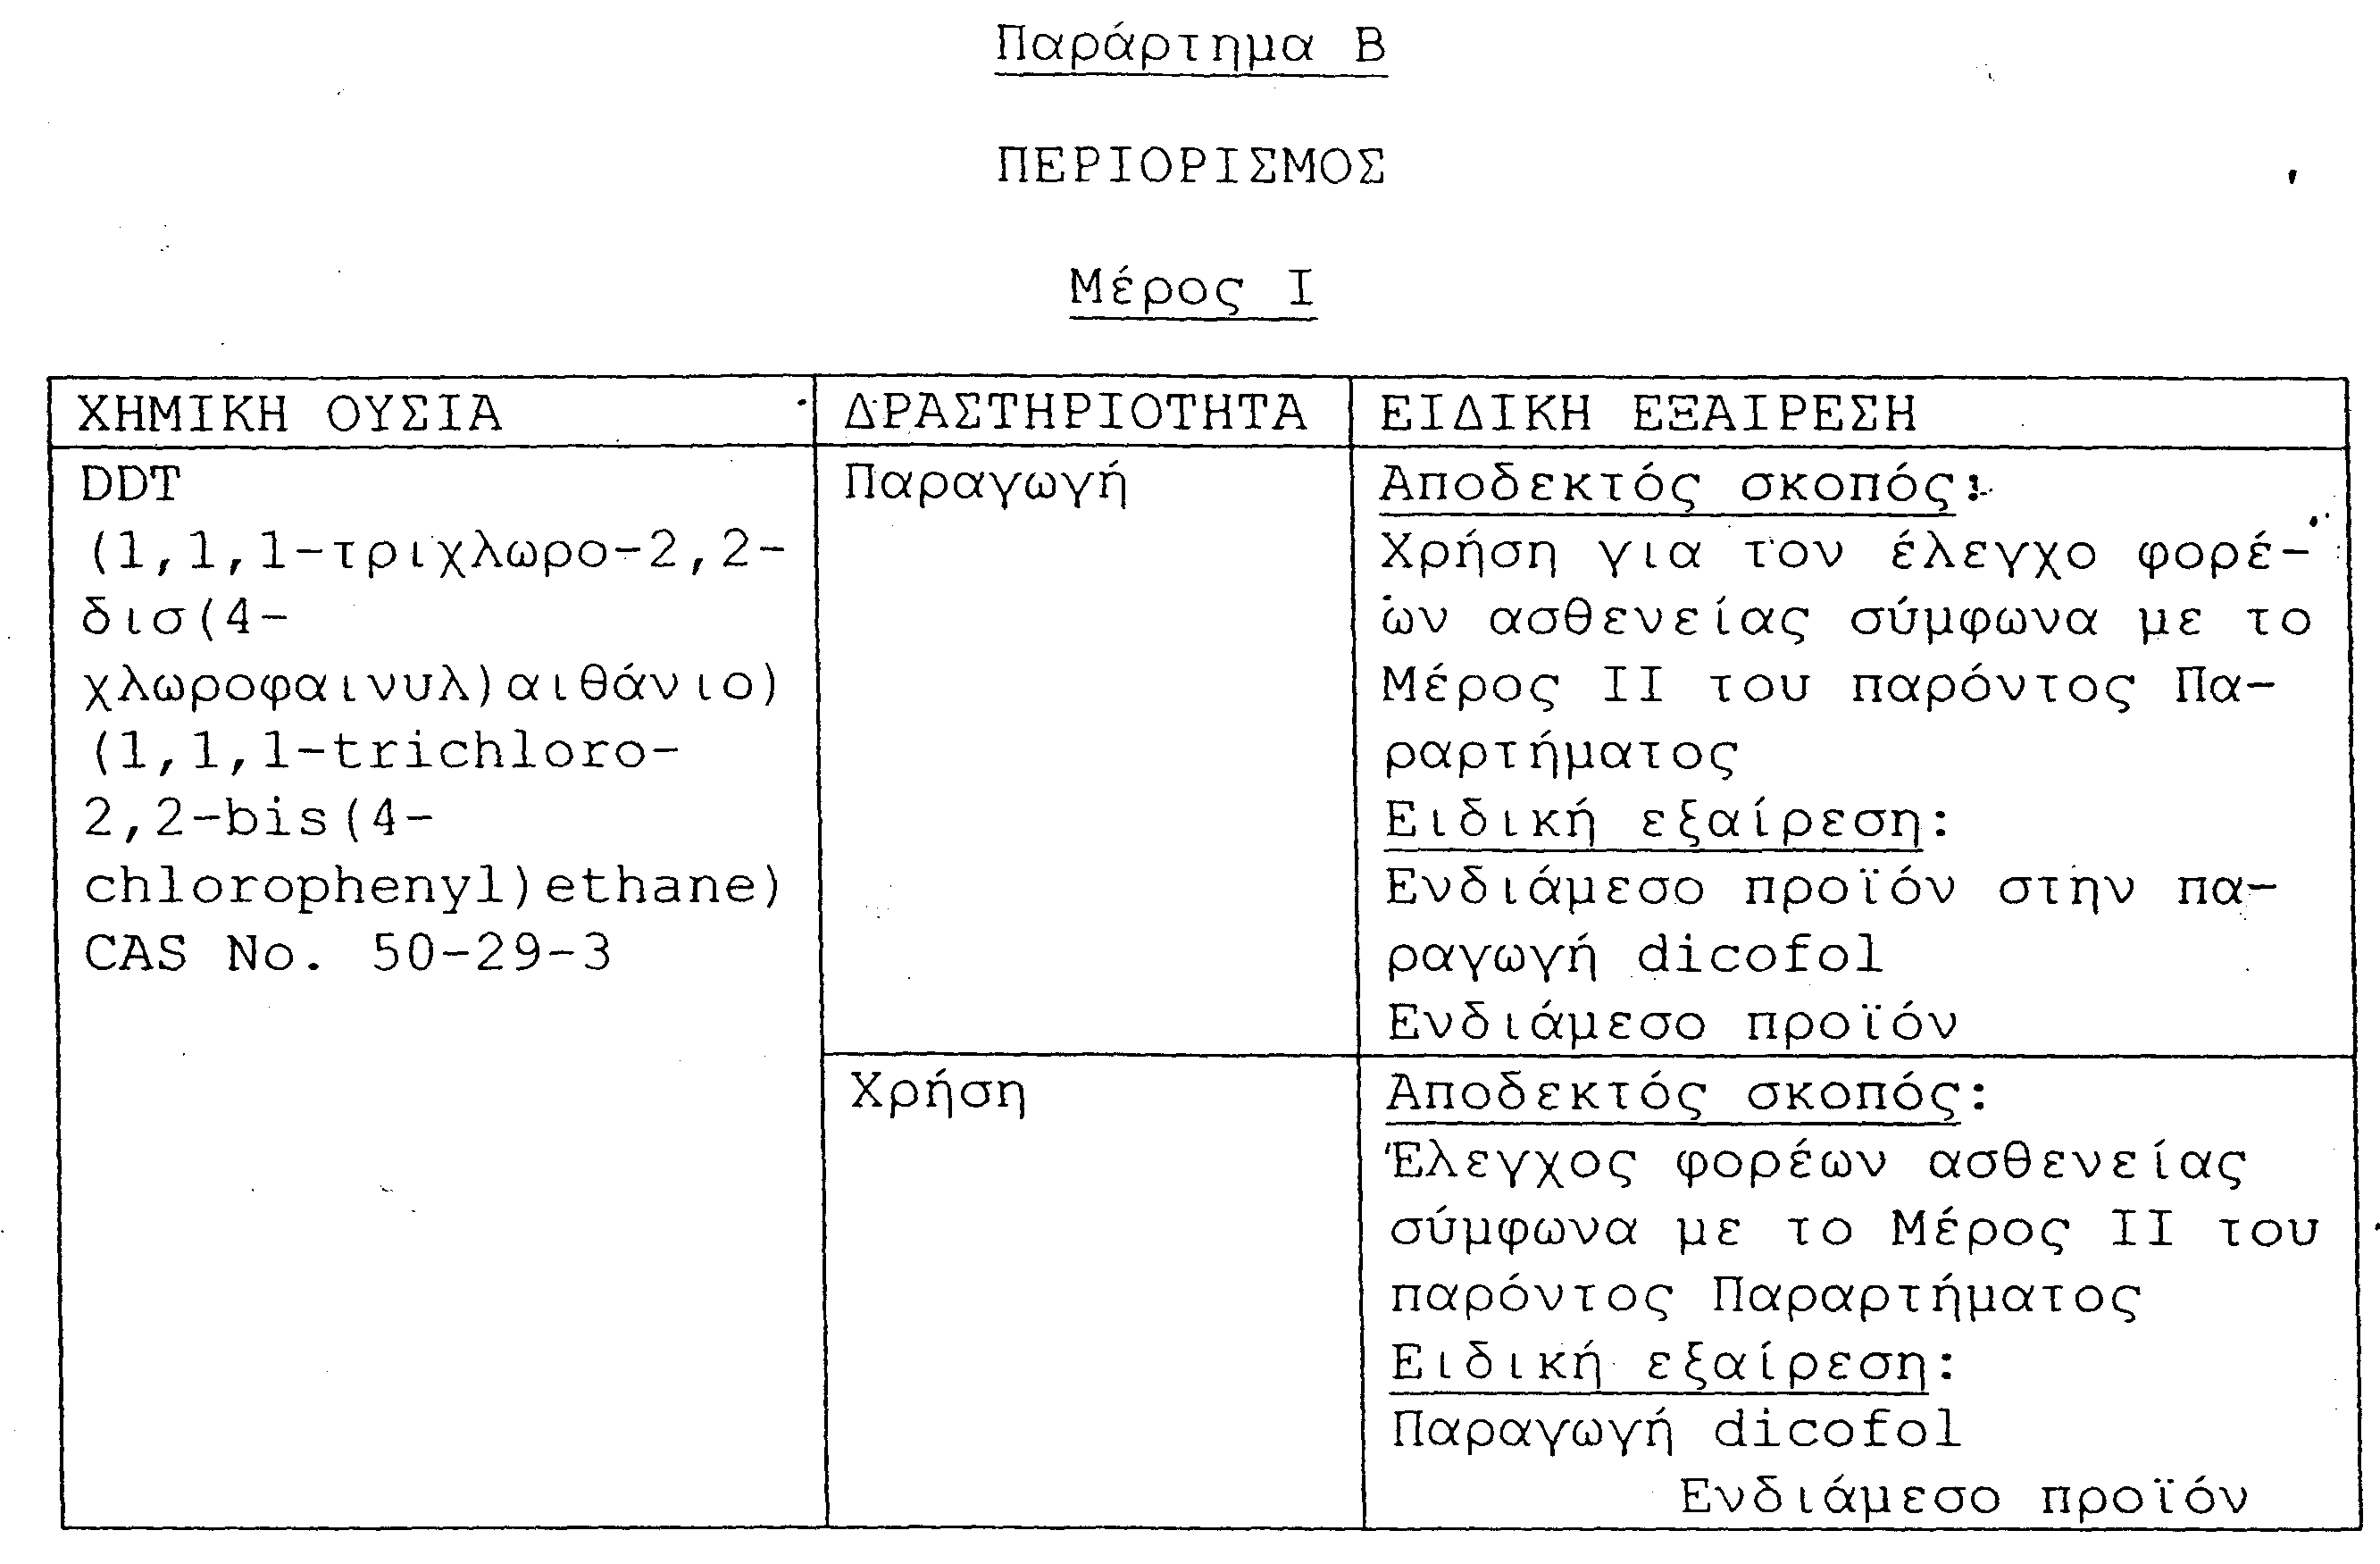 Παράρτημα Β
ΠΕΡΙΟΡΙΣΜΟΣ
Μέρος Ι
ΧΗΜΙΚΗ ΟΥΣΙΑ
ΔΡΑΣΤΗΡΙΟΤΗΤΑ
ΕΙΔΙΚΗ ΕΞΑΙΡΕΣΗ
DDT
(1,1,1-τριχλωρο-2,2-
δισ(4-
χλωροφαινυλ)αιθάνιο)
(1,1,1-trichloro-
2,2-bis(4-
chlorophenyl)ethane)
CAS No. 50-29-3
Παραγωγή
Αποδεκτός σκοπός:
Χρήση για τον έλεγχο φορέ-
ων ασθενείας σύμφωνα με το
Μέρος ΙΙ του παρόντος Πα-
ραρτήματος
Ειδική εξαίρεση:
Ενδιάμεσο προϊόν στην πα-
ραγωγή dicofol
Ενδιάμεσο προϊόν
Χρήση
Αποδεκτός σκοπός:
Έλεγχος φορέων ασθενείας
σύμφωνα με το Μέρος ΙΙ του
παρόντος Παραρτήματος
Ειδική εξαίρεση:
Παραγωγή dicofol
Ενδιάμεσο προϊόν